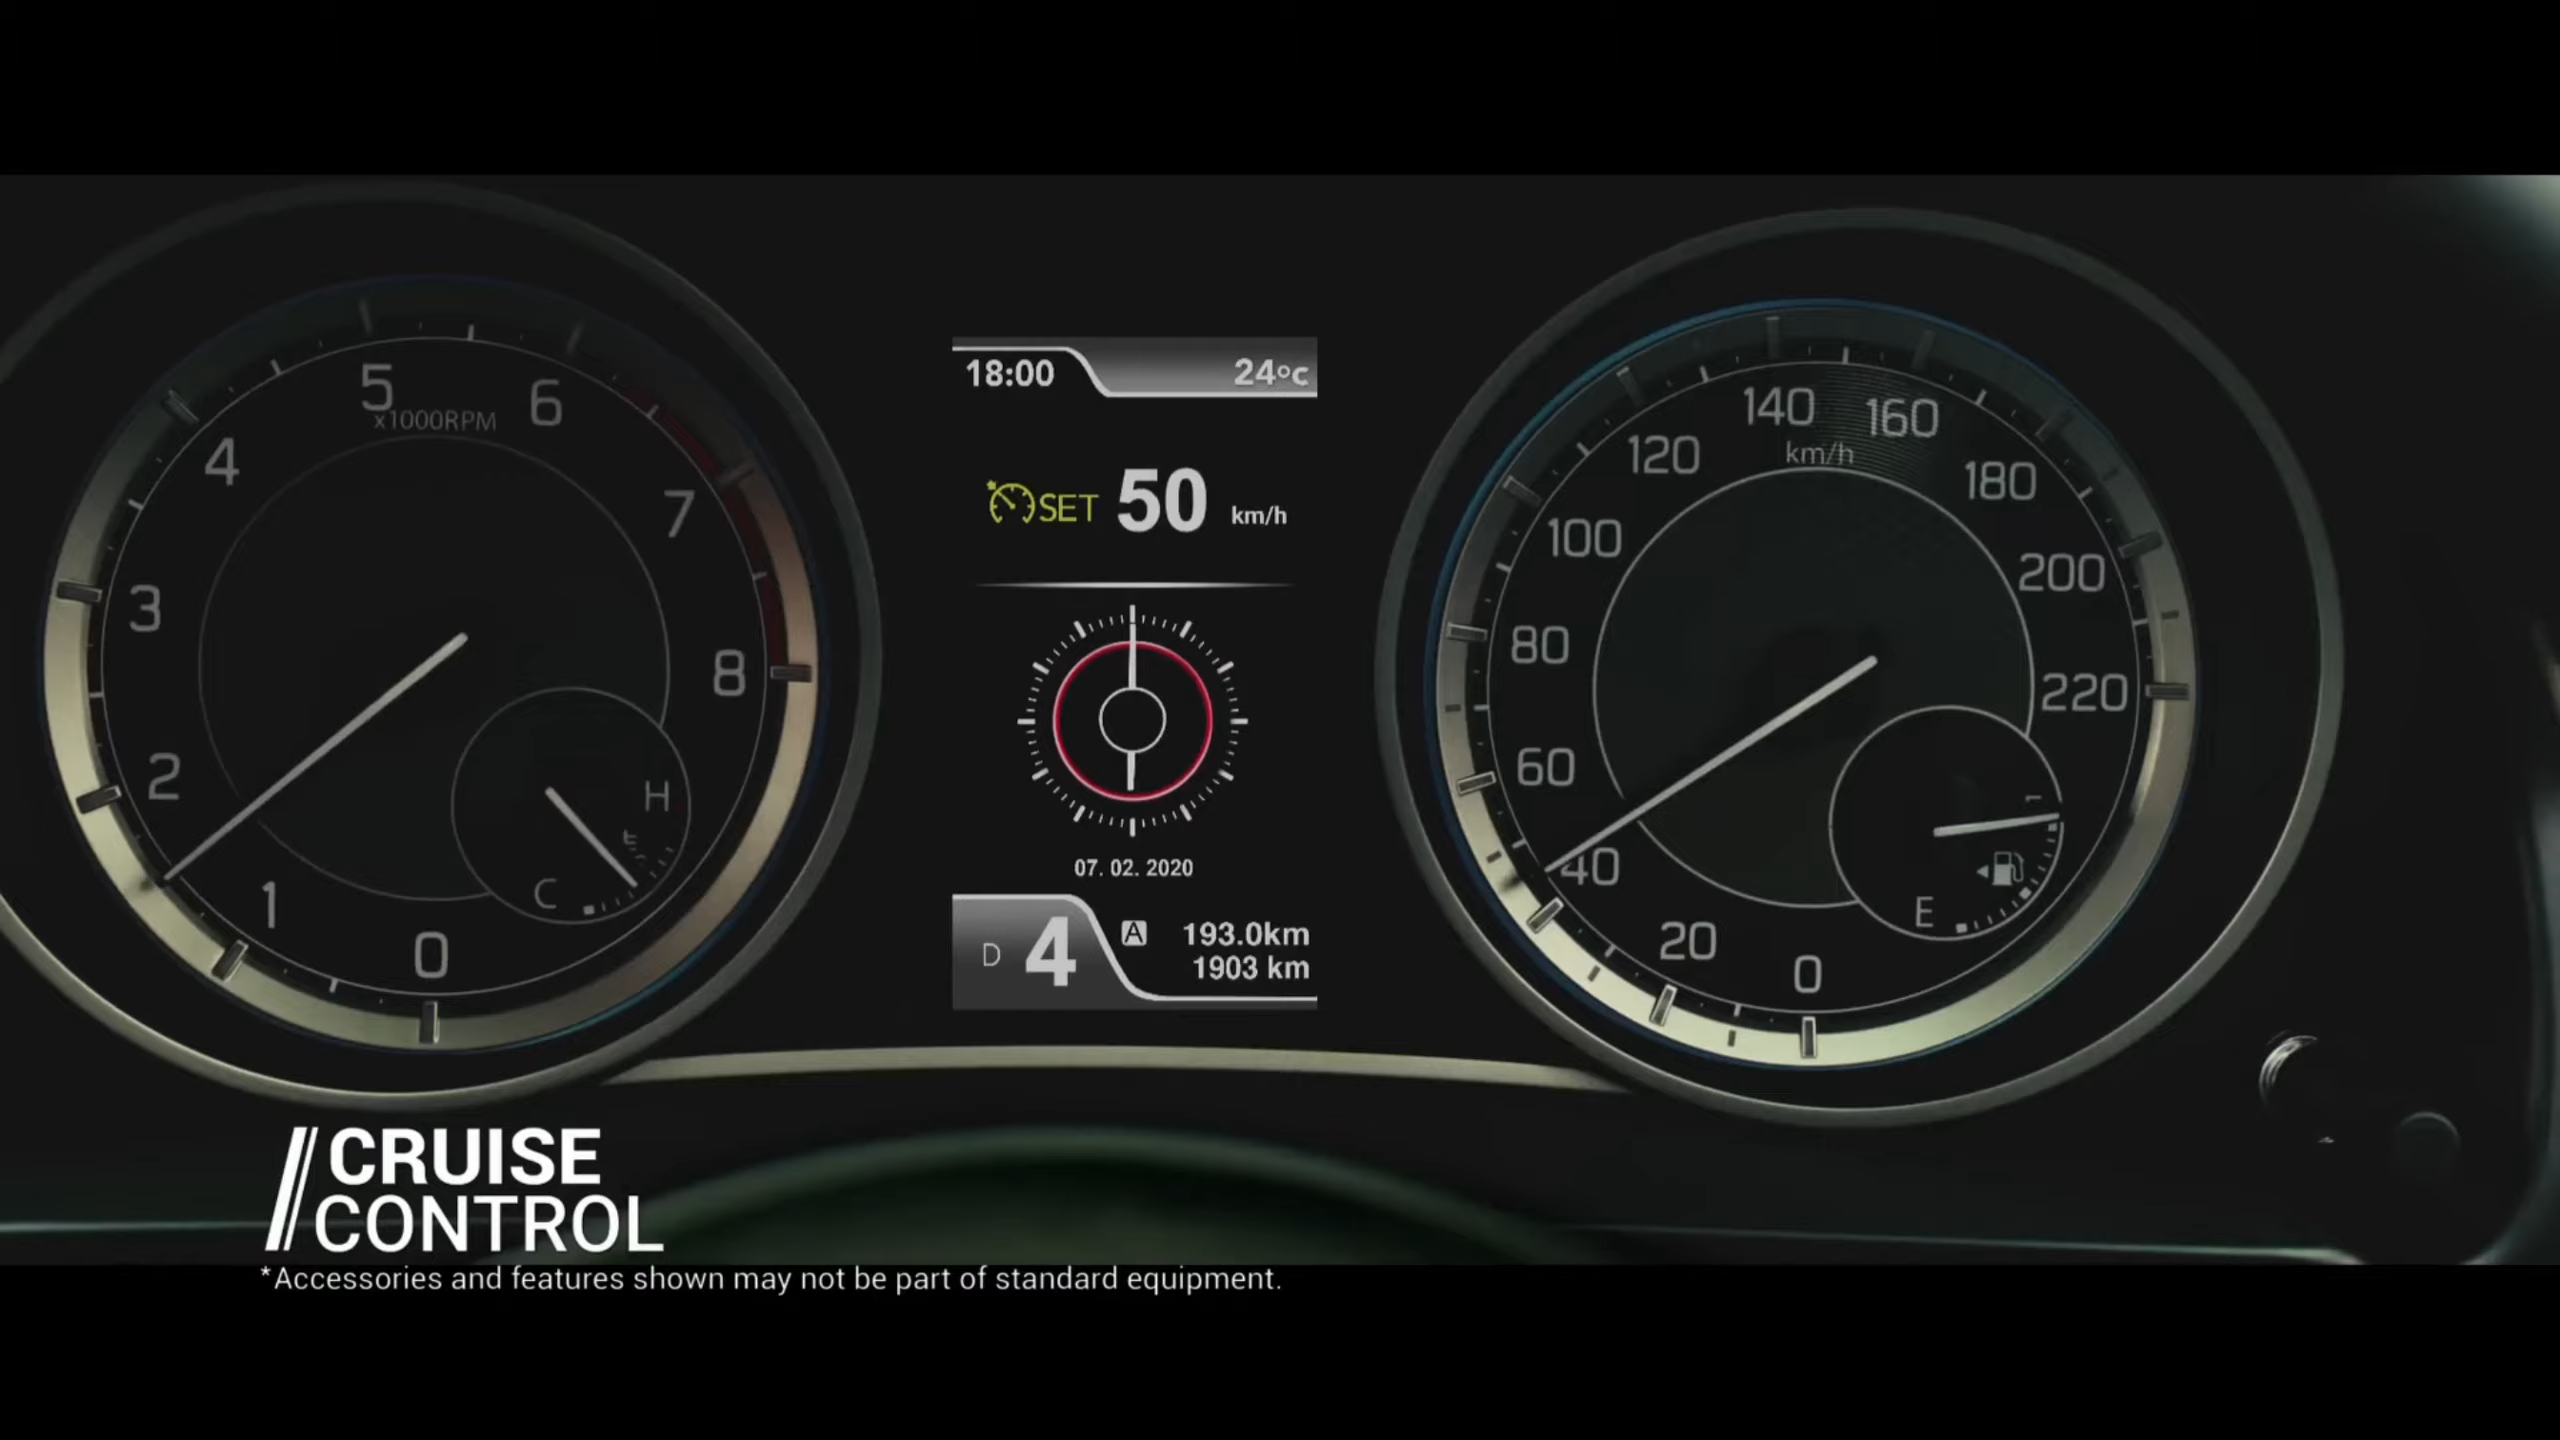 5
x1000RPM
6
4
7
3
8
2
H
1
C
0
18:00
24°C
SET 50 km/h
07. 02. 2020
D 4
A 193.0km
1903 km
140
160
km/h
120
180
100
200
80
220
60
40
E
20
0
CRUISE
CONTROL
*Accessories and features shown may not be part of standard equipment.